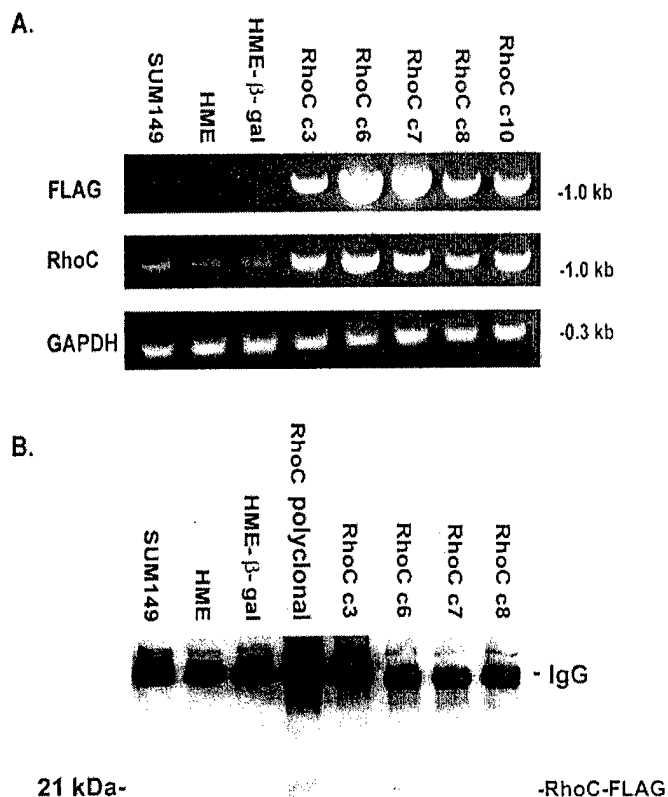 A.
SUM149
HME
HME-β-gal
RhoC c3
RhoC c6
RhoC c7
RhoC c8
RhoC c10
FLAG
-1.0 kb
RhoC
-1.0 kb
GAPDH
-0.3 kb
B.
SUM149
HME
HME-β-gal
RhoC polyclonal
RhoC c3
RhoC c6
RhoC c7
RhoC c8
- IgG
21 kDa-
-RhoC-FLAG